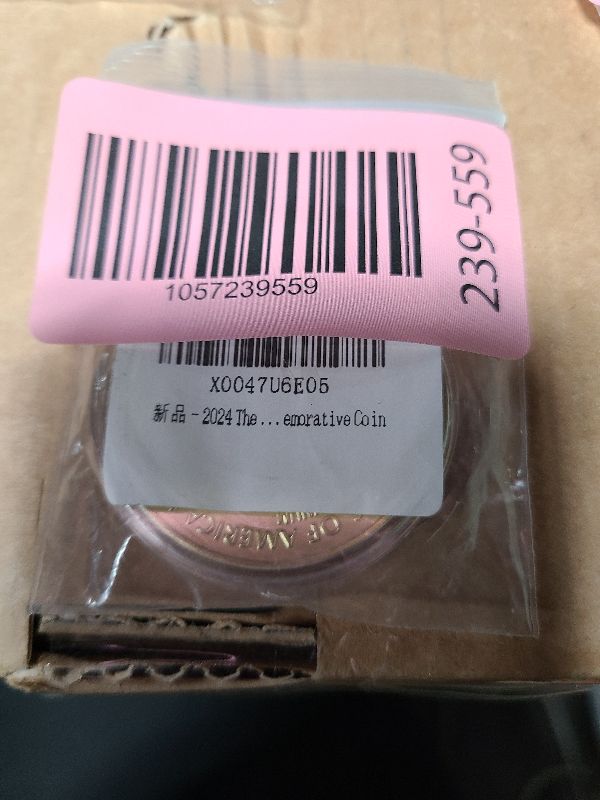 1057239559
239-559
X0047U6E05
新品 - 2024 The...emorative Coin
OF AMERICA